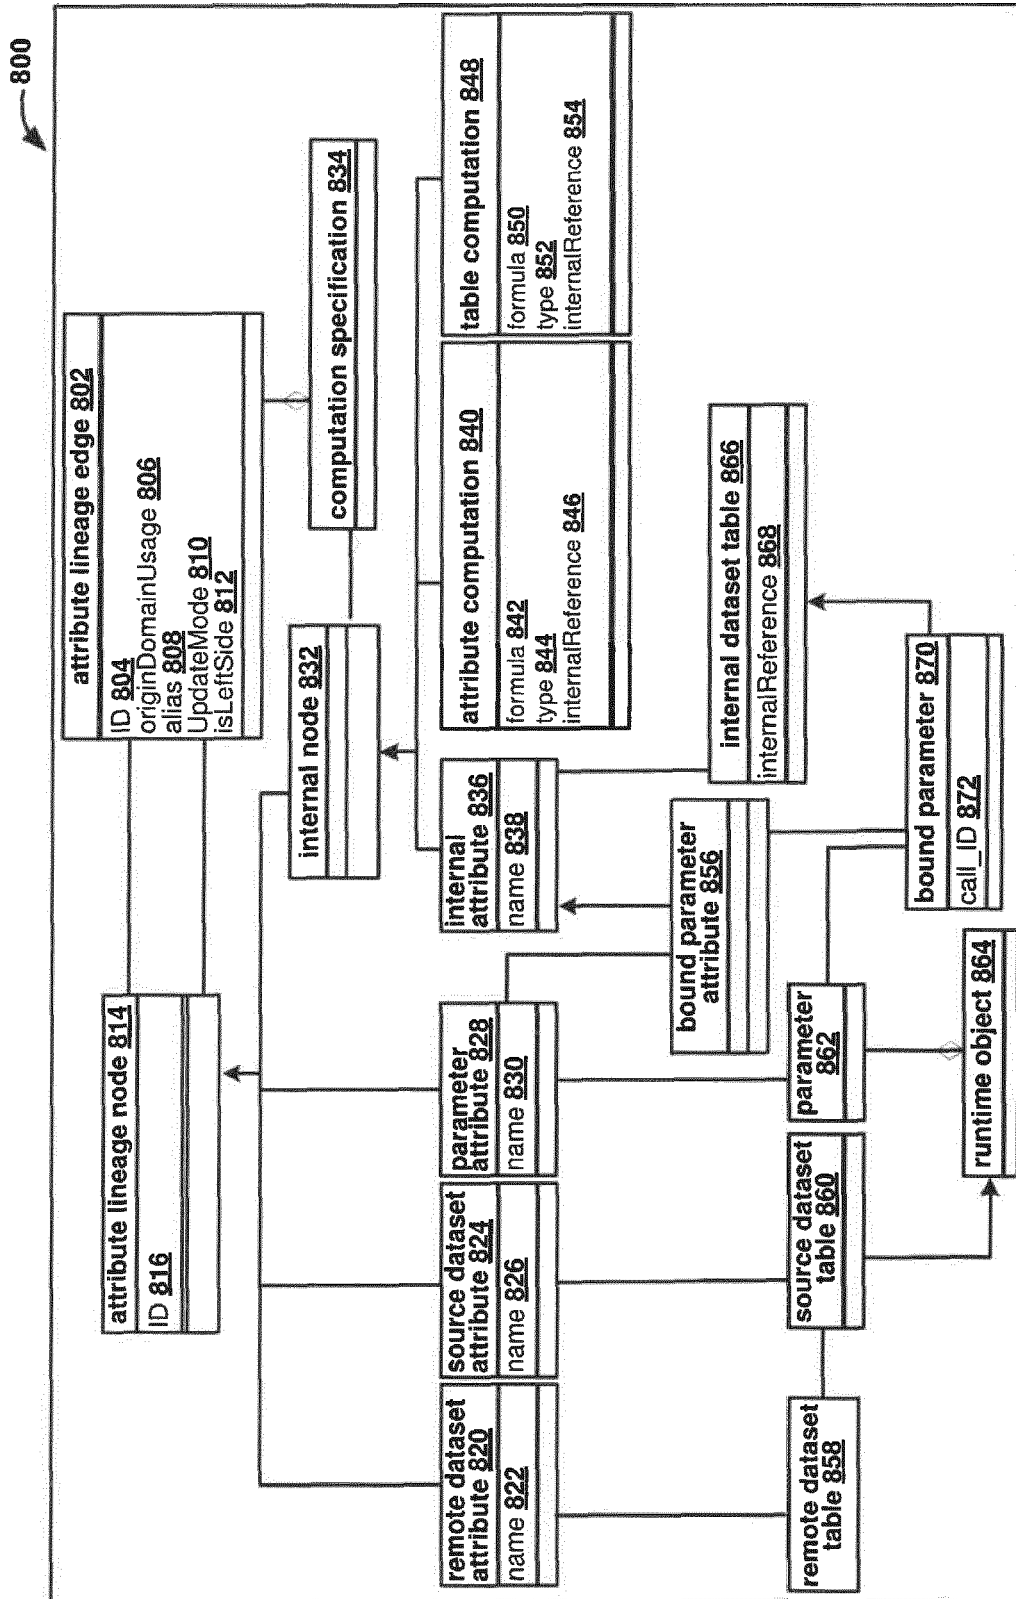 800
attribute lineage edge 802
ID 804
originDomainUsage 806
alias 808
UpdateMode 810
isLeftSide 812
attribute lineage node 814
ID 816
computation specification 834
internal node 832
remote dataset
attribute 820
name 822
source dataset
attribute 824
name 826
parameter
attribute 828
name 830
internal
attribute 836
name 838
attribute computation 840
formula 842
type 844
internalReference 846
table computation 848
formula 850
type 852
internalReference 854
bound parameter
attribute 856
internal dataset table 866
internalReference 868
remote dataset
table 858
source dataset
table 860
parameter
862
bound parameter 870
call_ID 872
runtime object 864